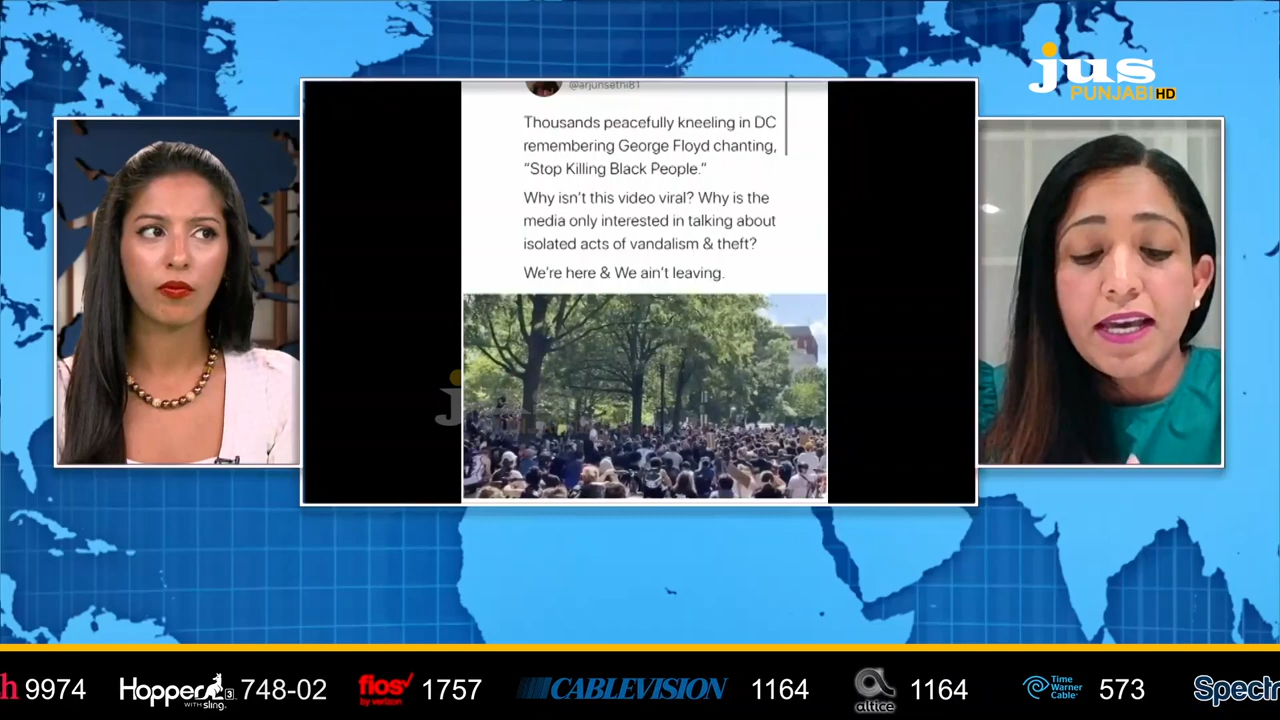 jus
PUNJABI HD
@arjunsethi81
Thousands peacefully kneeling in DC
remembering George Floyd chanting,
“Stop Killing Black People.”
Why isn’t this video viral? Why is the
media only interested in talking about
isolated acts of vandalism & theft?
We’re here & We ain’t leaving.
jus
h 9974 Hopper 3 WITH sling. 748-02 fios by verizon 1757 CABLEVISION 1164 altice 1164 Time Warner Cable 573 Spectr